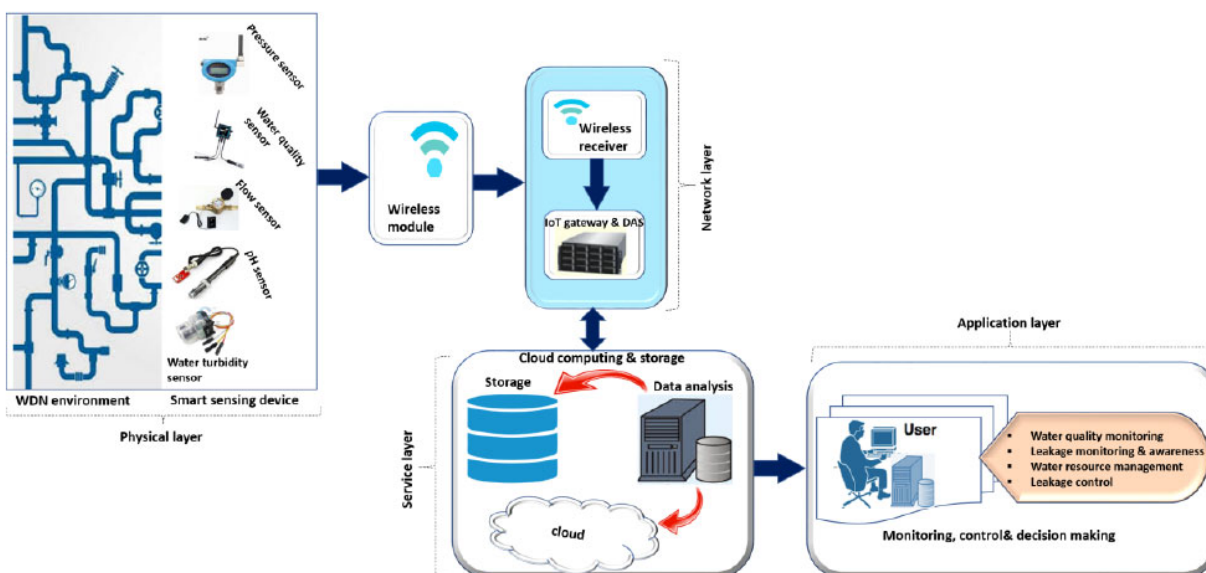 Pressure sensor
Water quality
sensor
Flow sensor
pH sensor
Water turbidity
sensor
WDN environment
Smart sensing device
Physical layer
Wireless
module
Wireless
receiver
IoT gateway & DAS
Network layer
Cloud computing & storage
Storage
Data analysis
cloud
Service layer
Application layer
User
▪ Water quality monitoring
▪ Leakage monitoring & awareness
▪ Water resource management
▪ Leakage control
Monitoring, control& decision making